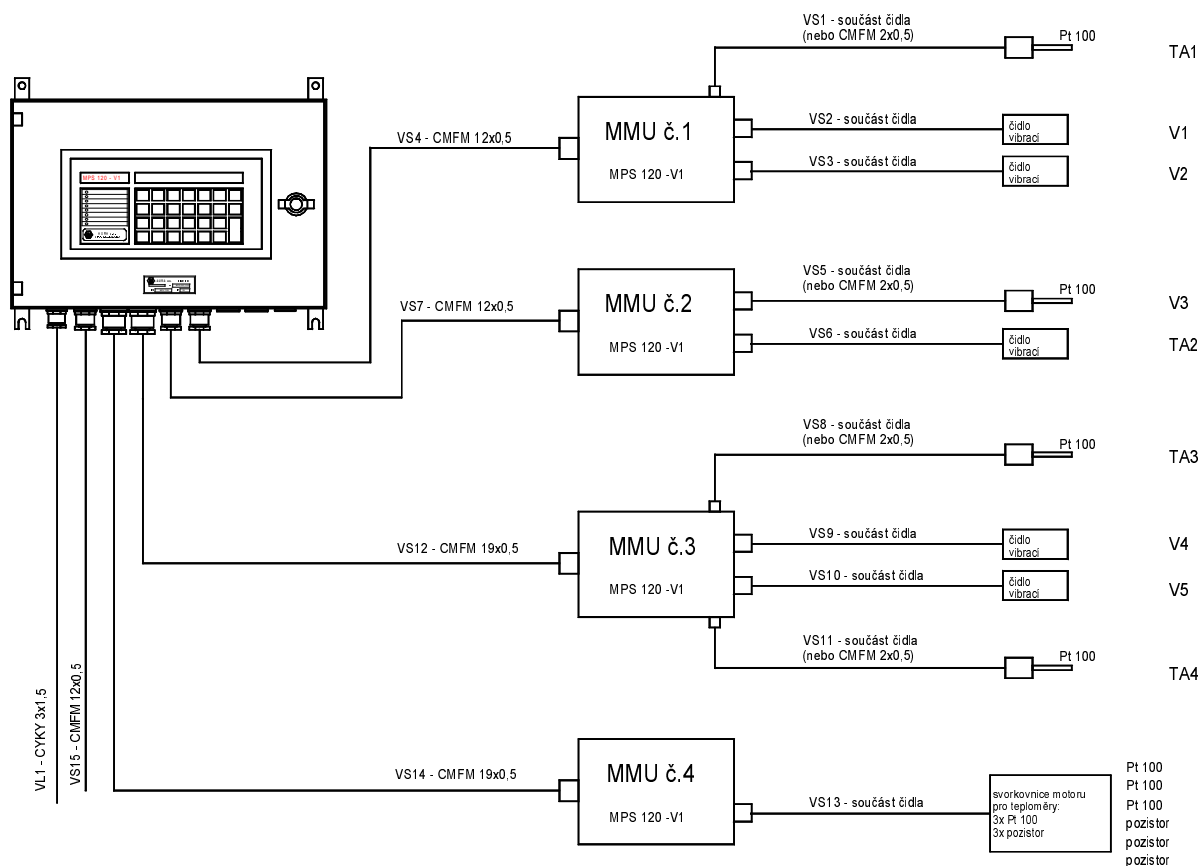 VS1 - součást čidla
(nebo CMFM 2x0,5)
Pt 100
TA1
MMU č.1
MPS 120 -V1
VS2 - součást čidla
čidlo
vibrací
V1
VS3 - součást čidla
čidlo
vibrací
V2
VS4 - CMFM 12x0,5
MPS 120 - V1
VS5 - součást čidla
(nebo CMFM 2x0,5)
Pt 100
V3
MMU č.2
MPS 120 -V1
VS6 - součást čidla
čidlo
vibrací
TA2
VS7 - CMFM 12x0,5
VS8 - součást čidla
(nebo CMFM 2x0,5)
Pt 100
TA3
MMU č.3
MPS 120 -V1
VS9 - součást čidla
čidlo
vibrací
V4
VS10 - součást čidla
čidlo
vibrací
V5
VS12 - CMFM 19x0,5
VS11 - součást čidla
(nebo CMFM 2x0,5)
Pt 100
TA4
VL1 - CYKY 3x1,5
VS15 - CMFM 12x0,5
VS14 - CMFM 19x0,5
MMU č.4
MPS 120 -V1
VS13 - součást čidla
svorkovnice motoru
pro teploměry:
3x Pt 100
3x pozistor
Pt 100
Pt 100
Pt 100
pozistor
pozistor
pozistor